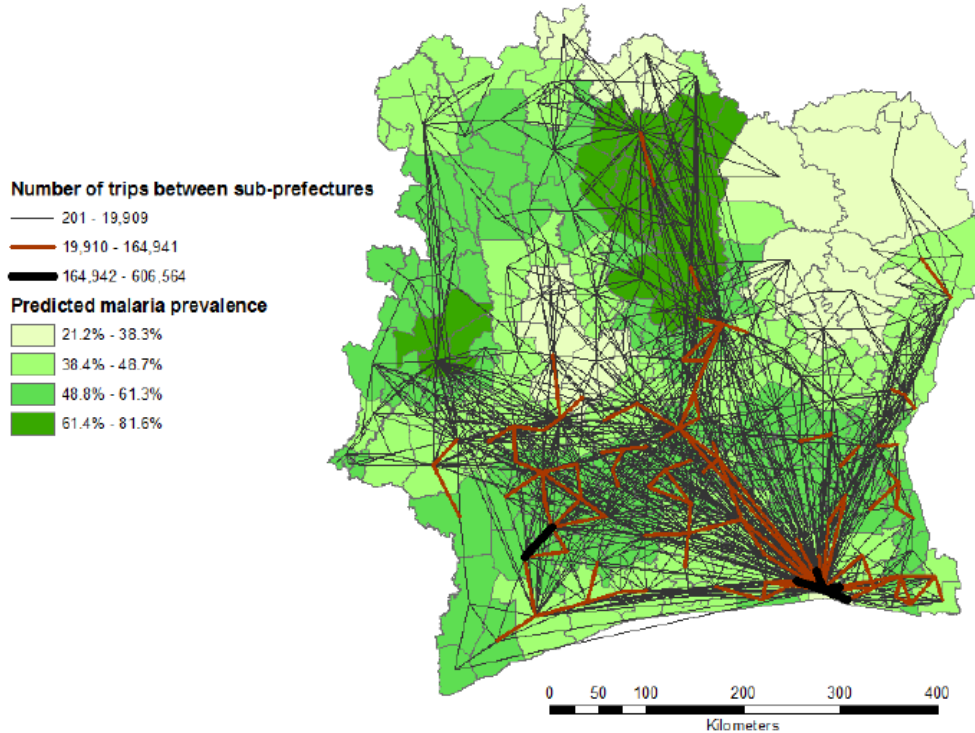 Number of trips between sub-prefectures
201 - 19,909
19,910 - 164,941
164,942 - 606,564
Predicted malaria prevalence
21.2% - 38.3%
38.4% - 48.7%
48.8% - 61.3%
61.4% - 81.6%
0 50 100 200 300 400
Kilometers